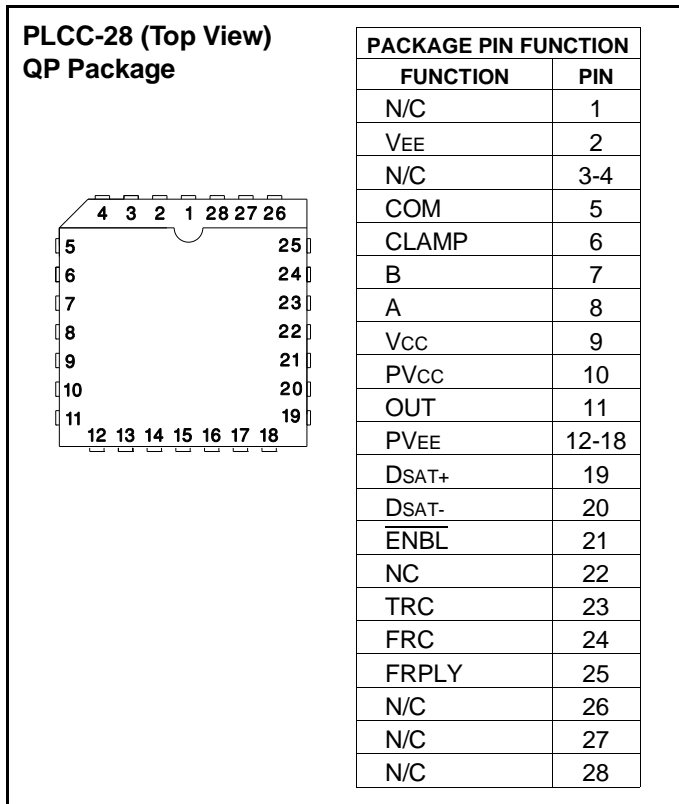 PLCC-28 (Top View)
QP Package
4 3 2 1 28 27 26
5 25
6 24
7 23
8 22
9 21
10 20
11 19
12 13 14 15 16 17 18
PACKAGE PIN FUNCTION
FUNCTION PIN
N/C 1
VEE 2
N/C 3-4
COM 5
CLAMP 6
B 7
A 8
VCC 9
PVCC 10
OUT 11
PVEE 12-18
DSAT+ 19
DSAT- 20
ENBL 21
NC 22
TRC 23
FRC 24
FRPLY 25
N/C 26
N/C 27
N/C 28